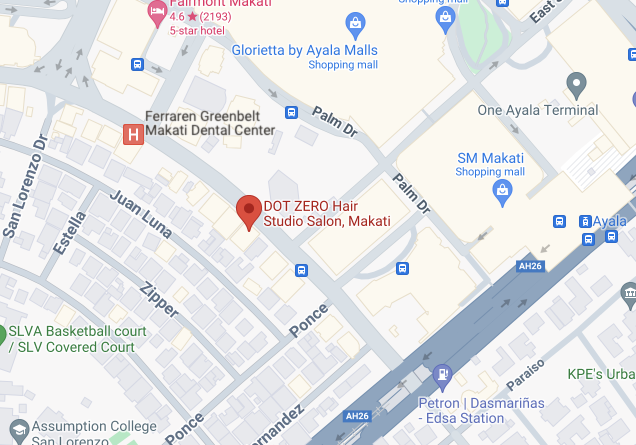 Fairmont Makati
4.6 ★ (2193)
5-star hotel
Shopping mall
Glorietta by Ayala Malls
Shopping mall
Ferraren Greenbelt
Makati Dental Center
H
Palm Dr
One Ayala Terminal
SM Makati
Shopping mall
San Lorenzo Dr
Estella
Juan Luna
DOT ZERO Hair
Studio Salon, Makati
Palm Dr
Ayala
AH26
Zipper
Ponce
SLVA Basketball court
/ SLV Covered Court
Paraiso
KPE's Urba
Petron | Dasmariñas
- Edsa Station
AH26
Assumption College
San Lorenzo
Ponce
ernandez